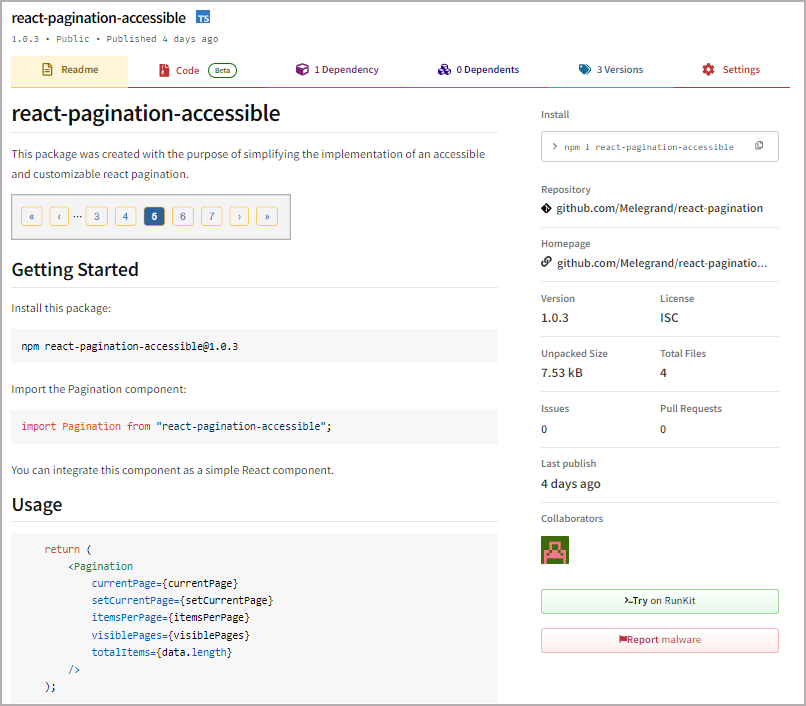 react-pagination-accessible TS
1.0.3 • Public • Published 4 days ago
Readme
Code Beta
1 Dependency
0 Dependents
3 Versions
Settings
react-pagination-accessible
This package was created with the purpose of simplifying the implementation of an accessible
and customizable react pagination.
« ‹ ... 3 4 5 6 7 › »
Getting Started
Install this package:
npm react-pagination-accessible@1.0.3
Import the Pagination component:
import Pagination from "react-pagination-accessible";
You can integrate this component as a simple React component.
Usage
return (
<Pagination
currentPage={currentPage}
setCurrentPage={setCurrentPage}
itemsPerPage={itemsPerPage}
visiblePages={visiblePages}
totalItems={data.length}
/>
);
Install
> npm i react-pagination-accessible
Repository
github.com/Melegrand/react-pagination
Homepage
github.com/Melegrand/react-paginatio...
Version License
1.0.3 ISC
Unpacked Size Total Files
7.53 kB 4
Issues Pull Requests
0 0
Last publish
4 days ago
Collaborators
Try on RunKit
Report malware